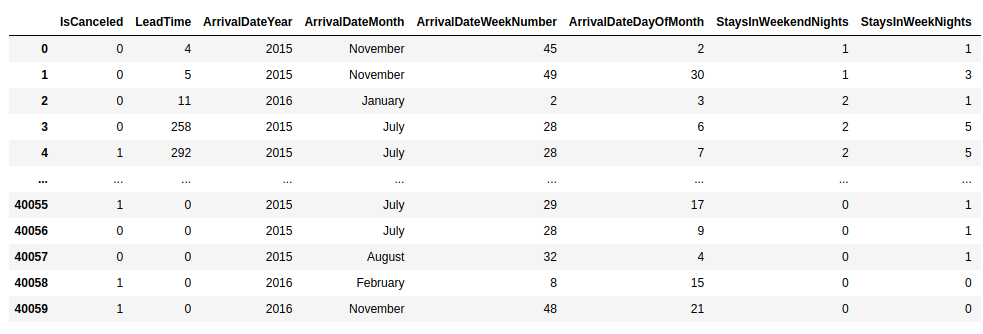 IsCanceled LeadTime ArrivalDateYear ArrivalDateMonth ArrivalDateWeekNumber ArrivalDateDayOfMonth StaysInWeekendNights StaysInWeekNights
0 0 4 2015 November 45 2 1 1
1 0 5 2015 November 49 30 1 3
2 0 11 2016 January 2 3 2 1
3 0 258 2015 July 28 6 2 5
4 1 292 2015 July 28 7 2 5
... ... ... ... ... ... ... ... ...
40055 1 0 2015 July 29 17 0 1
40056 0 0 2015 July 28 9 0 1
40057 0 0 2015 August 32 4 0 1
40058 1 0 2016 February 8 15 0 0
40059 1 0 2016 November 48 21 0 0